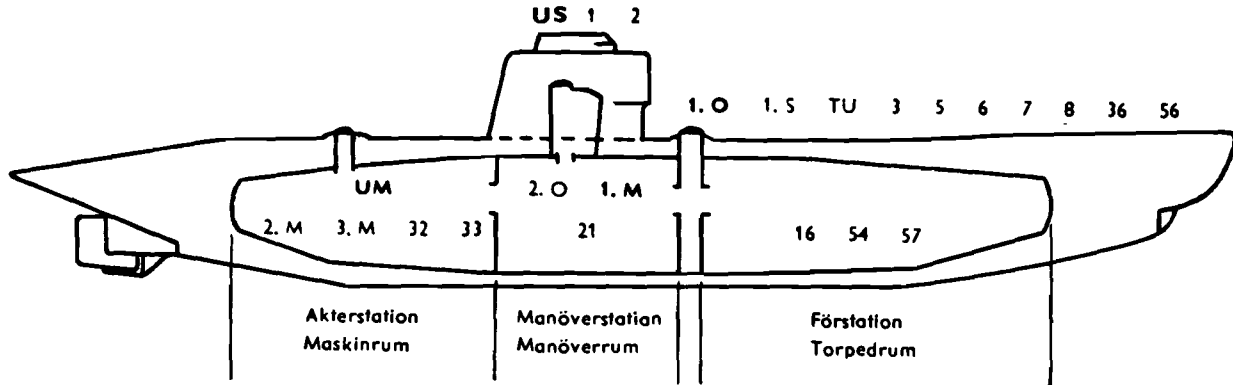 US 1 2
1. O 1. S TU 3 5 6 7 8 36 56
UM 2. O 1. M
2. M 3. M 32 33 21 16 54 57
Akterstation Manöverstatian Förstation
Maskinrum Manöverrum Torpedrum